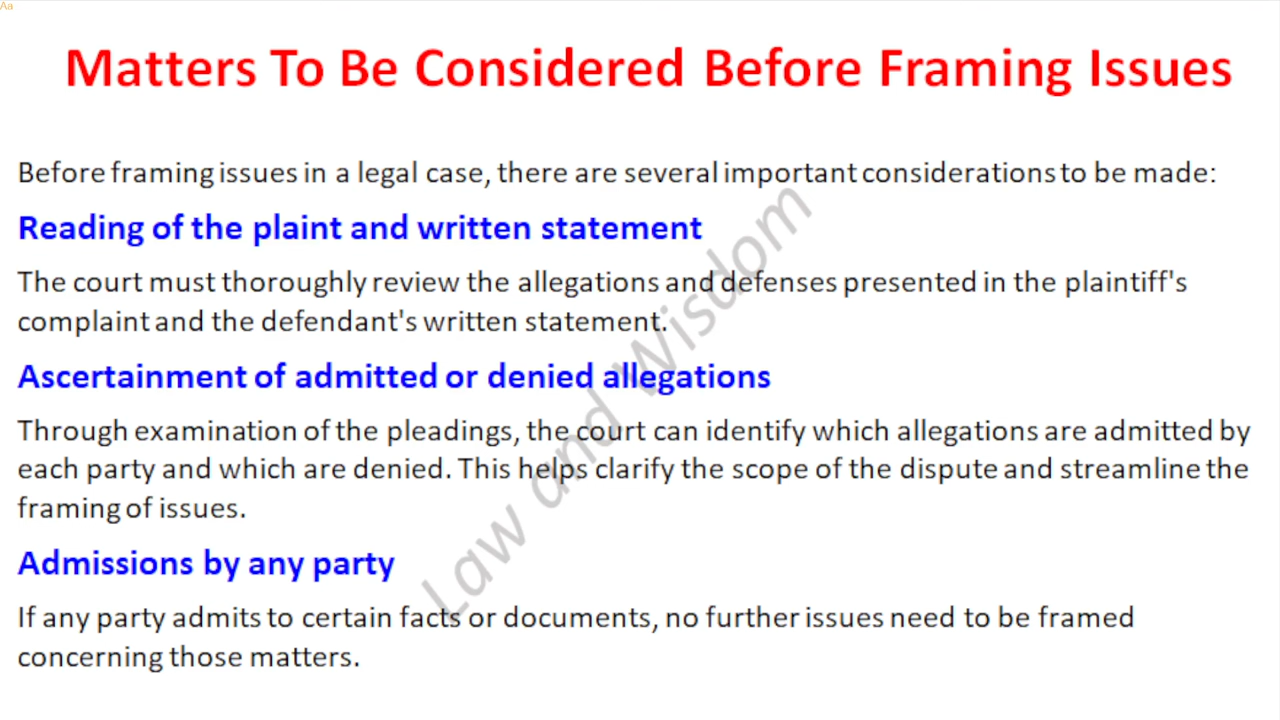 Aa
Matters To Be Considered Before Framing Issues
Before framing issues in a legal case, there are several important considerations to be made:
Reading of the plaint and written statement
The court must thoroughly review the allegations and defenses presented in the plaintiff's
complaint and the defendant's written statement.
Ascertainment of admitted or denied allegations
Through examination of the pleadings, the court can identify which allegations are admitted by
each party and which are denied. This helps clarify the scope of the dispute and streamline the
framing of issues.
Admissions by any party
If any party admits to certain facts or documents, no further issues need to be framed
concerning those matters.
Law and Wisdom